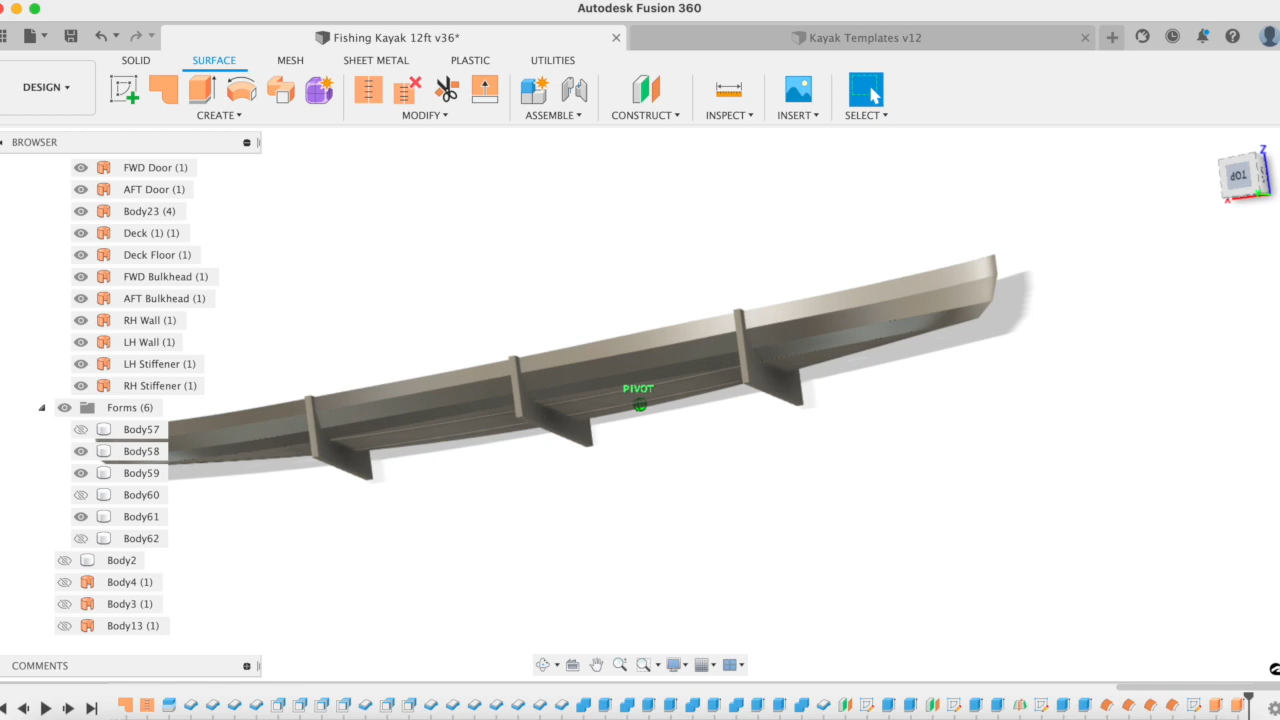 Autodesk Fusion 360
Fishing Kayak 12ft v36*
Kayak Templates v12
SOLID SURFACE MESH SHEET METAL PLASTIC UTILITIES
DESIGN
CREATE MODIFY ASSEMBLE CONSTRUCT INSPECT INSERT SELECT
BROWSER
FWD Door (1)
AFT Door (1)
Body23 (4)
Deck (1) (1)
Deck Floor (1)
FWD Bulkhead (1)
AFT Bulkhead (1)
RH Wall (1)
LH Wall (1)
LH Stiffener (1)
RH Stiffener (1)
Forms (6)
Body57
Body58
Body59
Body60
Body61
Body62
Body2
Body4 (1)
Body3 (1)
Body13 (1)
PIVOT
Z
TOP
X
COMMENTS